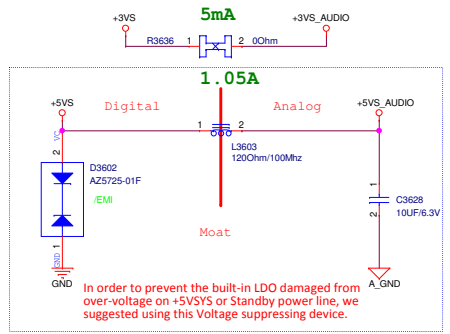 5mA
+3VS
+3VS_AUDIO
R3636 1 2 0Ohm
1.05A
+5VS
Digital
Analog
+5VS_AUDIO
VS
2
1 2
L3603
120Ohm/100Mhz
D3602
AZ5725-01F
/EMI
1
C3628
10UF/6.3V
2
Moat
GND 1
GND
A_GND
In order to prevent the built-in LDO damaged from
over-voltage on +5VSYS or Standby power line, we
suggested using this Voltage suppressing device.